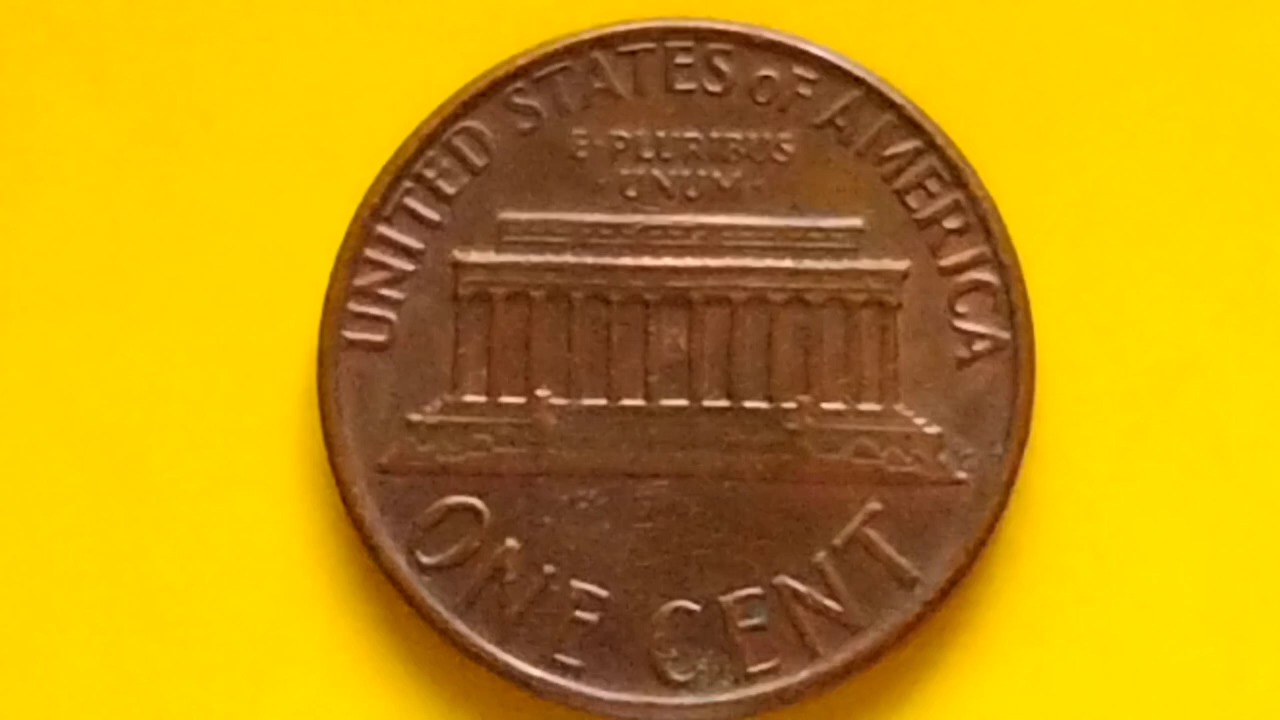 UNITED STATES OF AMERICA
E·PLURIBUS
·UNUM·
ONE CENT